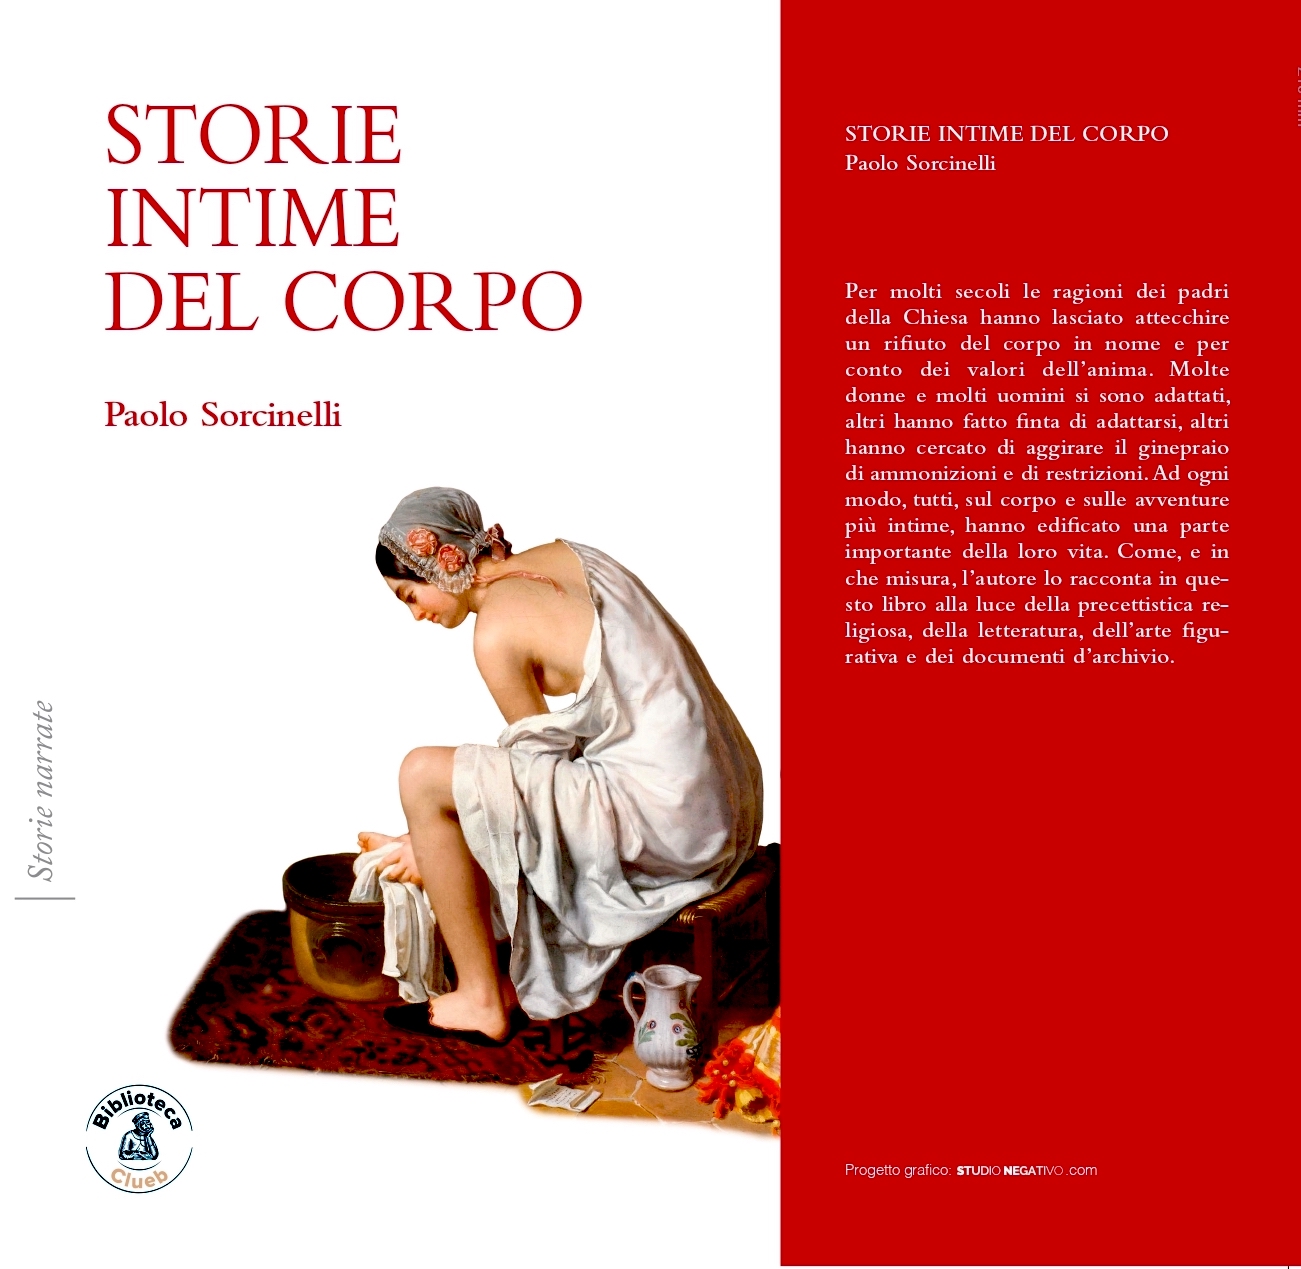 STORIE
INTIME
DEL CORPO
Paolo Sorcinelli
Storie narrate
Biblioteca
Clueb
STORIE INTIME DEL CORPO
Paolo Sorcinelli
Per molti secoli le ragioni dei padri
della Chiesa hanno lasciato attecchire
un rifiuto del corpo in nome e per
conto dei valori dell’anima. Molte
donne e molti uomini si sono adattati,
altri hanno fatto finta di adattarsi, altri
hanno cercato di aggirare il ginepraio
di ammonizioni e di restrizioni. Ad ogni
modo, tutti, sul corpo e sulle avventure
più intime, hanno edificato una parte
importante della loro vita. Come, e in
che misura, l’autore lo racconta in que-
sto libro alla luce della precettistica re-
ligiosa, della letteratura, dell’arte figu-
rativa e dei documenti d’archivio.
Progetto grafico: STUDIO NEGATIVO .com